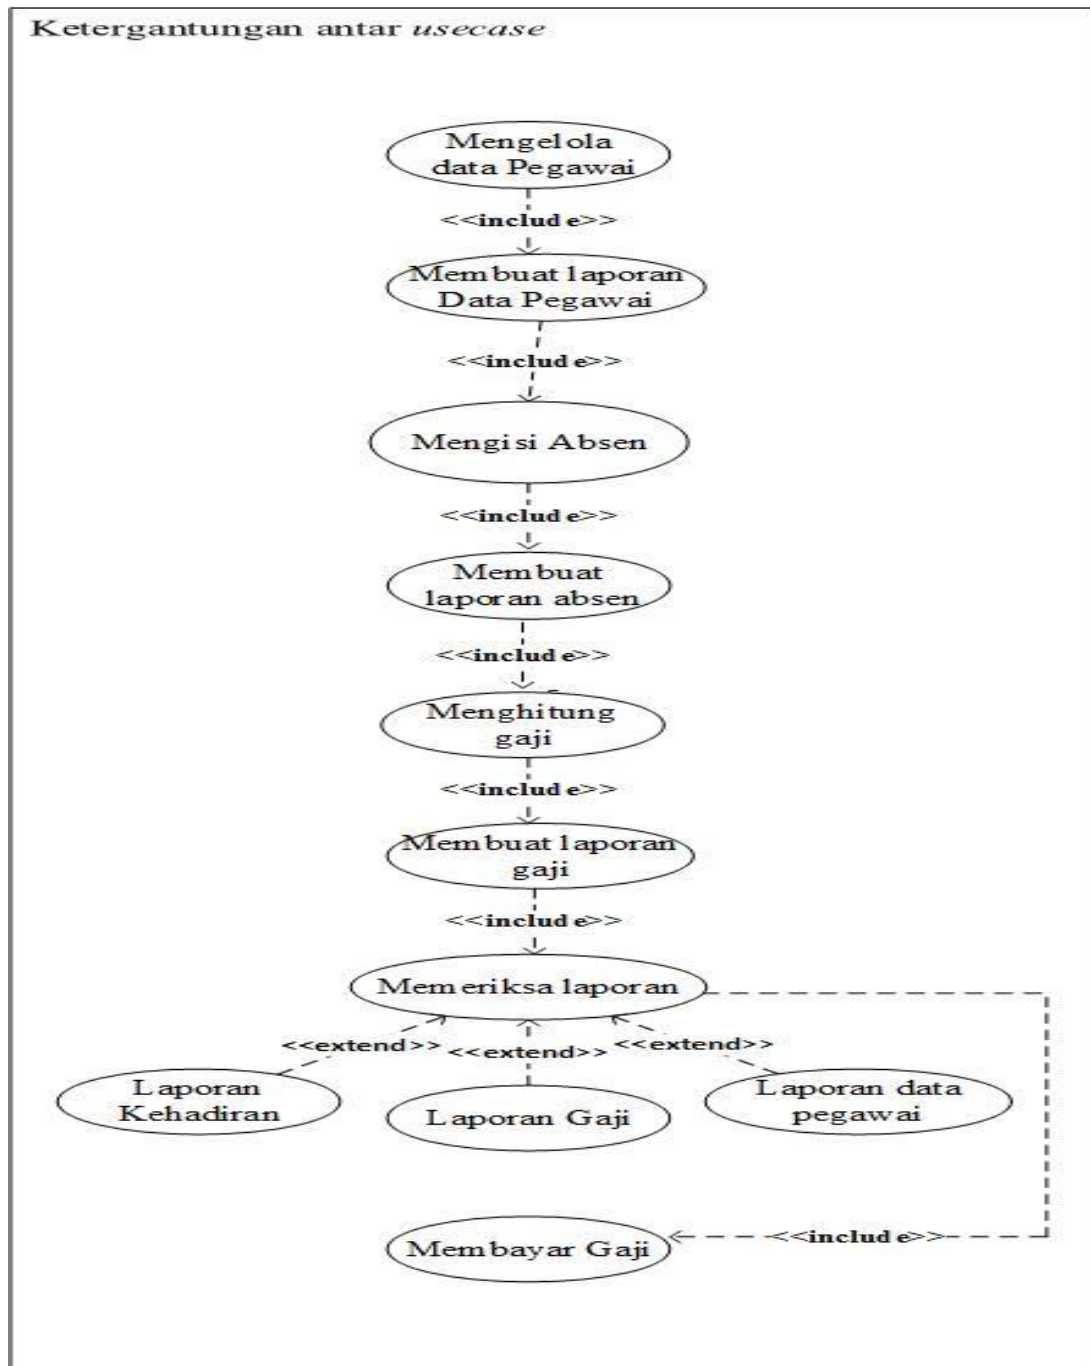 Ketergantungan antar usecase
Mengelola
data Pegawai
<<include>>
Membuat laporan
Data Pegawai
<<include>>
Mengisi Absen
<<include>>
Membuat
laporan absen
<<include>>
Menghitung
gaji
<<include>>
Membuat laporan
gaji
<<include>>
Memeriksa laporan
<<extend>>
<<extend>>
<<extend>>
Laporan
Kehadiran
Laporan Gaji
Laporan data
pegawai
Membayar Gaji
<<include>>